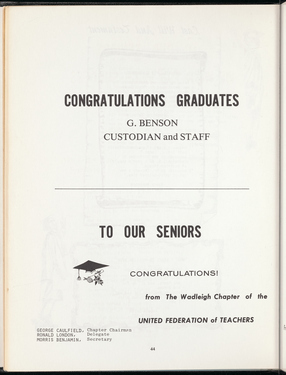 CONGRATULATIONS GRADUATES
G. BENSON
CUSTODIAN and STAFF
TO OUR SENIORS
CONGRATULATIONS!
from The Wadleigh Chapter of the
UNITED FEDERATION of TEACHERS
GEORGE CAULFIELD, Chapter Chairman
RONALD LONDON, Delegate
MORRIS BENJAMIN, Secretary